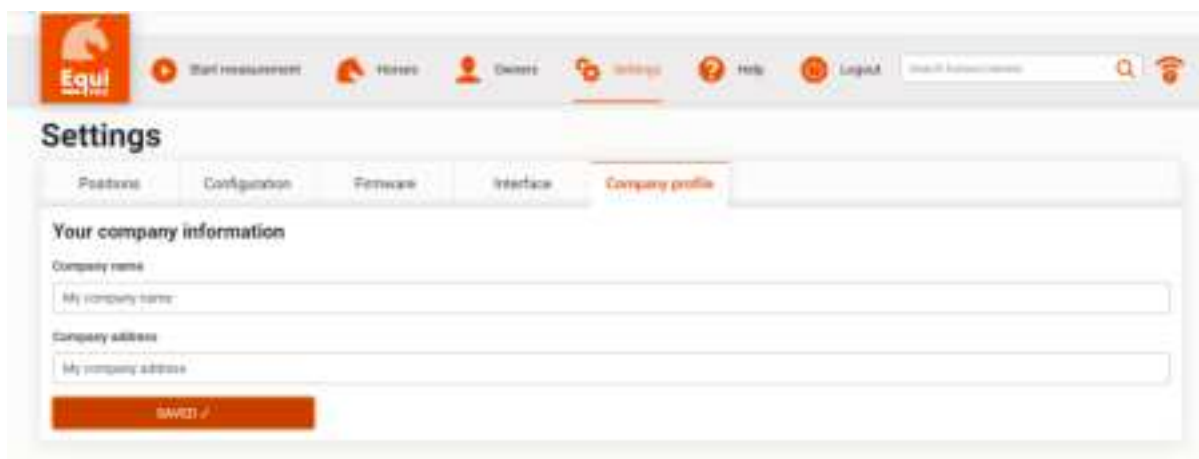 Equi
Start measurement
Horses
Owners
Settings
Help
Logout
Settings
Positions
Configuration
Firmware
Interface
Company profile
Your company information
Company name
My company name
Company address
My company address
SAVED ✓